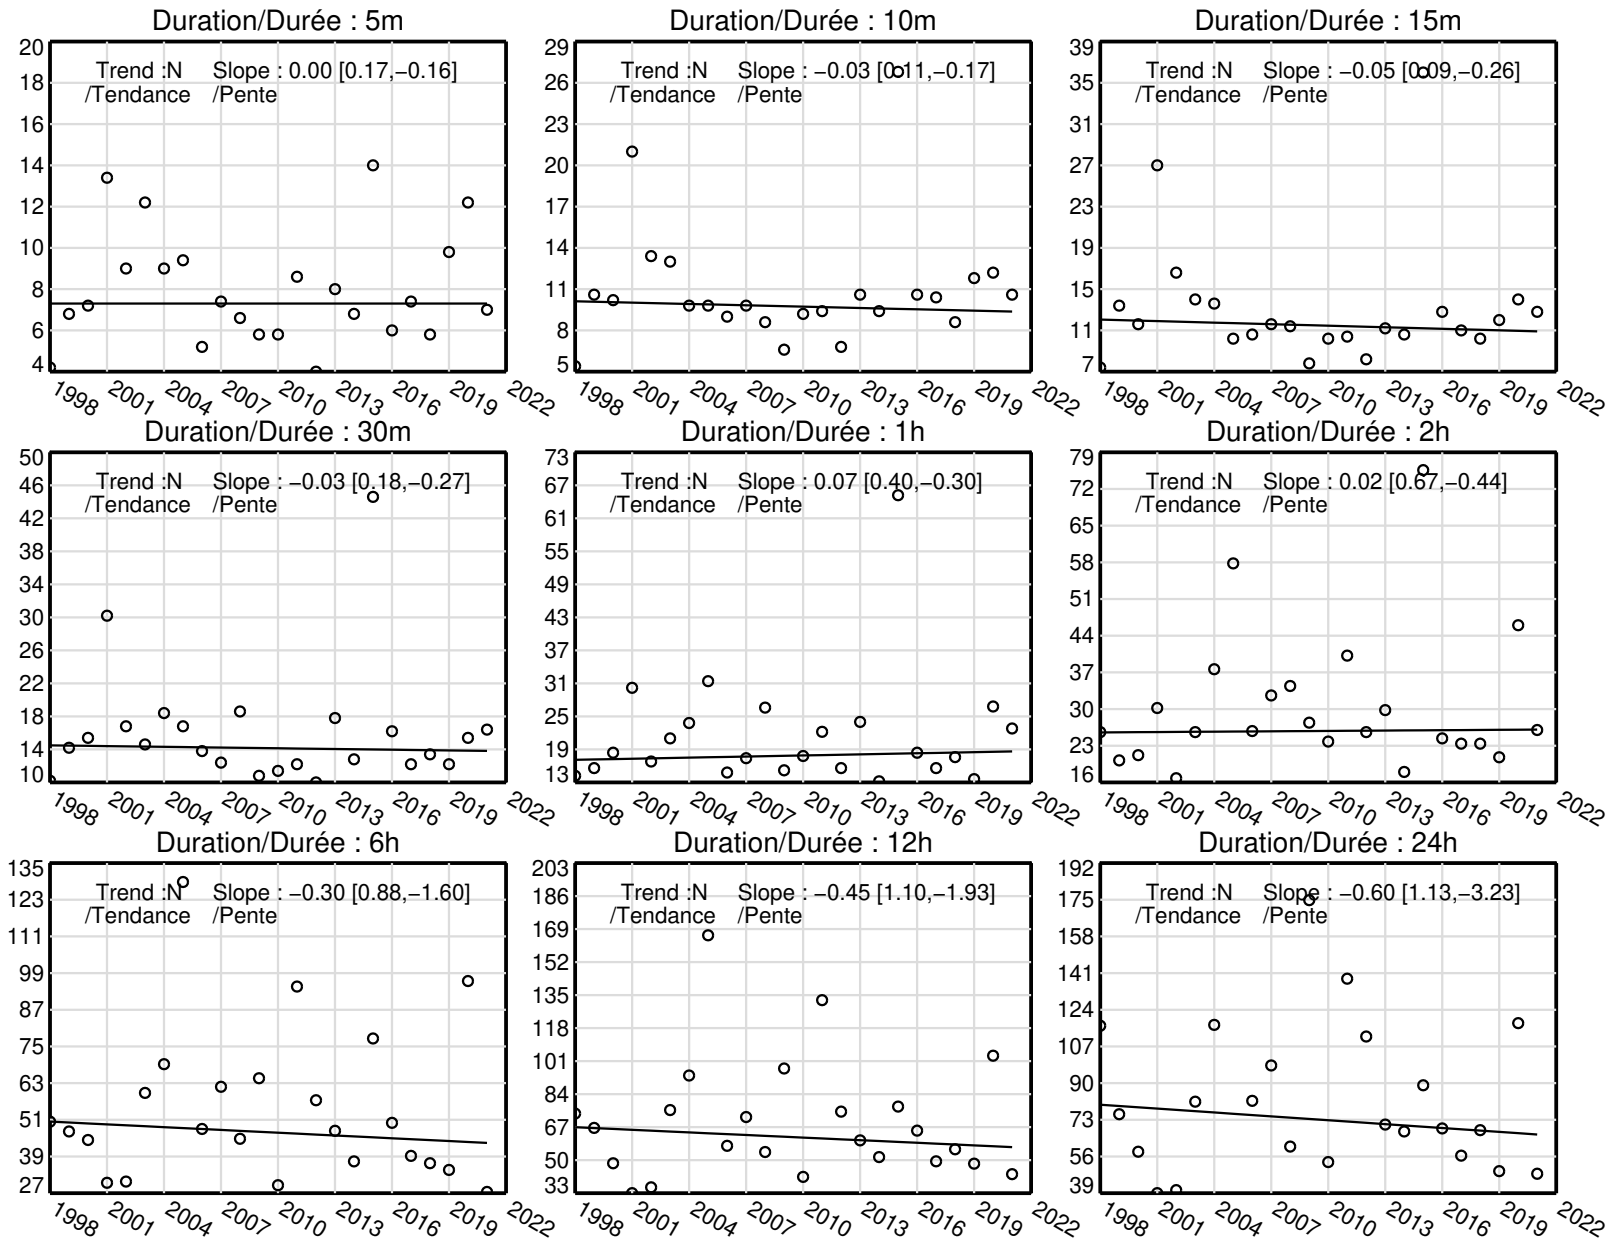 Duration/Durée : 5m
Trend :N Slope : 0.00 [0.17,−0.16]
/Tendance /Pente
20
18
16
14
12
10
8
6
4
1998 2001 2004 2007 2010 2013 2016 2019 2022
Duration/Durée : 10m
Trend :N Slope : −0.03 [0.11,−0.17]
/Tendance /Pente
29
26
23
20
17
14
11
8
5
1998 2001 2004 2007 2010 2013 2016 2019 2022
Duration/Durée : 15m
Trend :N Slope : −0.05 [0.09,−0.26]
/Tendance /Pente
39
35
31
27
23
19
15
11
7
1998 2001 2004 2007 2010 2013 2016 2019 2022
Duration/Durée : 30m
Trend :N Slope : −0.03 [0.18,−0.27]
/Tendance /Pente
50
46
42
38
34
30
26
22
18
14
10
1998 2001 2004 2007 2010 2013 2016 2019 2022
Duration/Durée : 1h
Trend :N Slope : 0.07 [0.40,−0.30]
/Tendance /Pente
73
67
61
55
49
43
37
31
25
19
13
1998 2001 2004 2007 2010 2013 2016 2019 2022
Duration/Durée : 2h
Trend :N Slope : 0.02 [0.67,−0.44]
/Tendance /Pente
79
72
65
58
51
44
37
30
23
16
1998 2001 2004 2007 2010 2013 2016 2019 2022
Duration/Durée : 6h
Trend :N Slope : −0.30 [0.88,−1.60]
/Tendance /Pente
135
123
111
99
87
75
63
51
39
27
1998 2001 2004 2007 2010 2013 2016 2019 2022
Duration/Durée : 12h
Trend :N Slope : −0.45 [1.10,−1.93]
/Tendance /Pente
203
186
169
152
135
118
101
84
67
50
33
1998 2001 2004 2007 2010 2013 2016 2019 2022
Duration/Durée : 24h
Trend :N Slope : −0.60 [1.13,−3.23]
/Tendance /Pente
192
175
158
141
124
107
90
73
56
39
1998 2001 2004 2007 2010 2013 2016 2019 2022